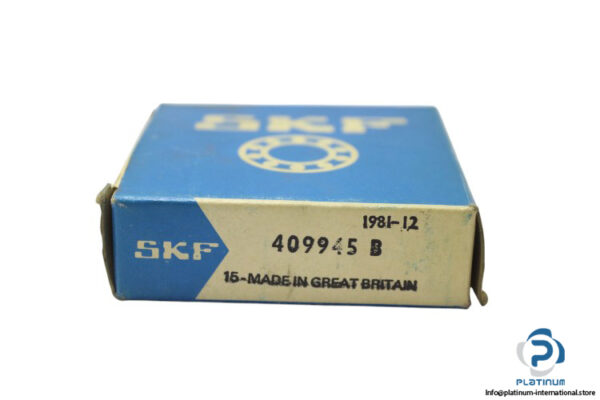 SKF
1981-12
SKF
409945 B
15-MADE IN GREAT BRITAIN
PLATINUM
Info@platinum-international.store